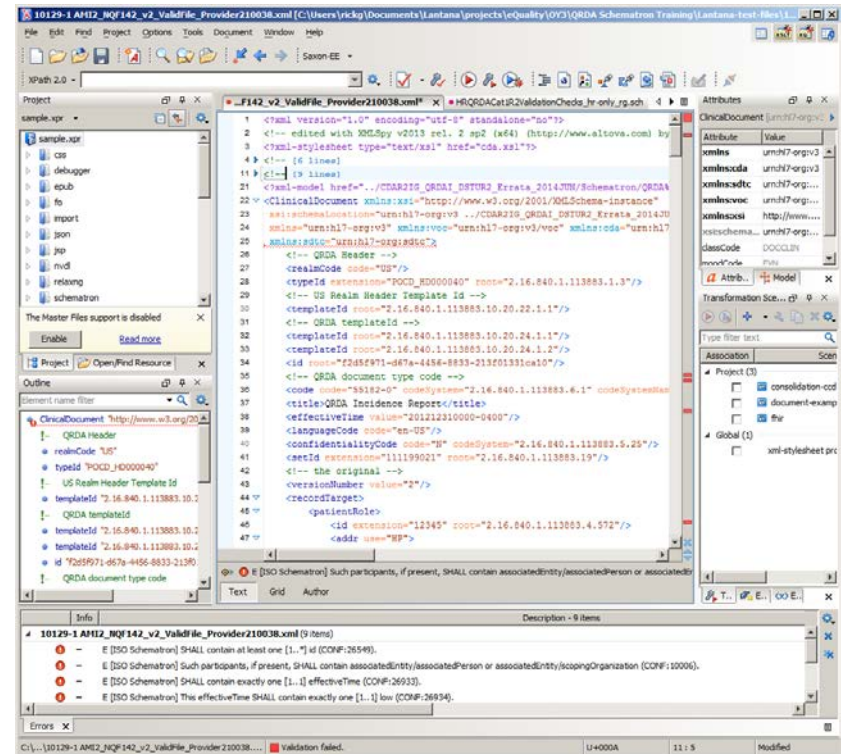 10129-1 AMI2_NQF142_v2_ValidFile_Provider210038.xml [C:\Users\rickg\Documents\Lantana\projects\eQuality\OY3\QRDA Schematron Training\Lantana-test-files\1...
File Edit Find Project Options Tools Document Window Help
Saxon-EE
XPath 2.0
Project
sample.xpr
sample.xpr
css
debugger
epub
fo
import
json
jsp
nvdl
relaxng
schematron
The Master Files support is disabled
Enable Read more
Project Open/Find Resource
Outline
Element name filter
ClinicalDocument "http://www.w3.org/20
QRDA Header
realmCode "US"
typeId "POCD_HD000040"
US Realm Header Template Id
templateId "2.16.840.1.113883.10.2
QRDA templateId
templateId "2.16.840.1.113883.10.2
templateId "2.16.840.1.113883.10.2
id "f2d5f971-d67a-4456-8833-213f0
QRDA document type code
..._F142_v2_ValidFile_Provider210038.xml* HRQRDACat1R2ValidationChecks_hr-only_rg.sch
1 <?xml version="1.0" encoding="utf-8" standalone="no"?>
2 <!-- edited with XMLSpy v2013 rel. 2 sp2 (x64) (http://www.altova.com) by
3 <?xml-stylesheet type="text/xsl" href="cda.xsl"?>
4 <!-- [6 lines]
11 <!-- [9 lines]
21 <?xml-model href="../CDAR2IG_QRDAI_DSTUR2_Errata_2014JUN/Schematron/QRDA%
22 <ClinicalDocument xmlns:xsi="http://www.w3.org/2001/XMLSchema-instance"
23 xsi:schemaLocation="urn:hl7-org:v3 ../CDAR2IG_QRDAI_DSTUR2_Errata_2014JU
24 xmlns="urn:hl7-org:v3" xmlns:voc="urn:hl7-org:v3/voc" xmlns:cda="urn:hl7
25 xmlns:sdtc="urn:hl7-org:sdtc">
26 <!-- QRDA Header -->
27 <realmCode code="US"/>
28 <typeId extension="POCD_HD000040" root="2.16.840.1.113883.1.3"/>
29 <!-- US Realm Header Template Id -->
30 <templateId root="2.16.840.1.113883.10.20.22.1.1"/>
31 <!-- QRDA templateId -->
32 <templateId root="2.16.840.1.113883.10.20.24.1.1"/>
33 <templateId root="2.16.840.1.113883.10.20.24.1.2"/>
34 <id root="f2d5f971-d67a-4456-8833-213f01331ca10"/>
35 <!-- QRDA document type code -->
36 <code code="55182-0" codeSystem="2.16.840.1.113883.6.1" codeSystemNam
37 <title>QRDA Incidence Report</title>
38 <effectiveTime value="201212310000-0400"/>
39 <languageCode code="en-US"/>
40 <confidentialityCode code="N" codeSystem="2.16.840.1.113883.5.25"/>
41 <setId extension="111199021" root="2.16.840.1.113883.19"/>
42 <!-- the original -->
43 <versionNumber value="2"/>
44 <recordTarget>
45 <patientRole>
46 <id extension="12345" root="2.16.840.1.113883.4.572"/>
47 <addr use="HP">
E [ISO Schematron] Such participants, if present, SHALL contain associatedEntity/associatedPerson or associatedEr
Text Grid Author
Attributes
ClinicalDocument [urn:hl7-org:v3
Attribute Value
xmlns urn:hl7-org:v3
xmlns:cda urn:hl7-org:v3
xmlns:sdtc urn:hl7-org:...
xmlns:voc urn:hl7-org:...
xmlns:xsi http://www....
xsi:schema... urn:hl7-org:...
classCode DOCCLIN
moodCode EVN
Attrib... Model
Transformation Sce...
Type filter text
Association Scen
Project (3)
consolidation-ccd
document-examp
fhir
Global (1)
xml-stylesheet pro
T.. E.. E..
Info Description - 9 items
10129-1 AMI2_NQF142_v2_ValidFile_Provider210038.xml (9 items)
E [ISO Schematron] SHALL contain at least one [1..*] id (CONF:26549).
E [ISO Schematron] Such participants, if present, SHALL contain associatedEntity/associatedPerson or associatedEntity/scopingOrganization (CONF:10006).
E [ISO Schematron] SHALL contain exactly one [1..1] effectiveTime (CONF:26933).
E [ISO Schematron] This effectiveTime SHALL contain exactly one [1..1] low (CONF:26934).
Errors
C:\...\10129-1 AMI2_NQF142_v2_ValidFile_Provider210038.... Validation failed. U+000A 11 : 5 Modified